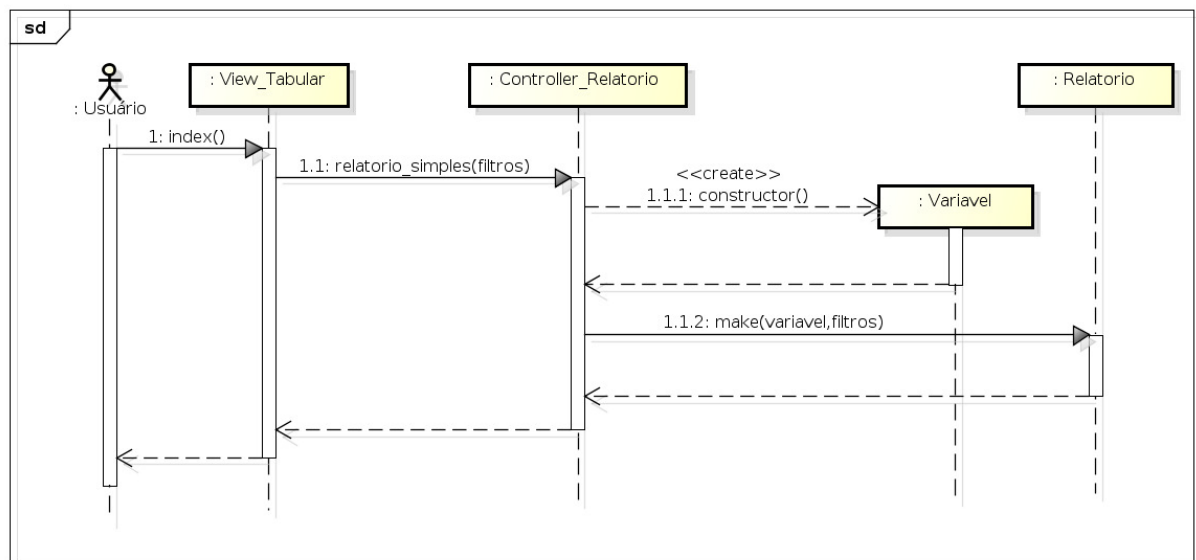 sd
: Usuário
: View_Tabular
: Controller_Relatorio
: Relatorio
1: index()
1.1: relatorio_simples(filtros)
<<create>>
1.1.1: constructor()
: Variavel
1.1.2: make(variavel,filtros)